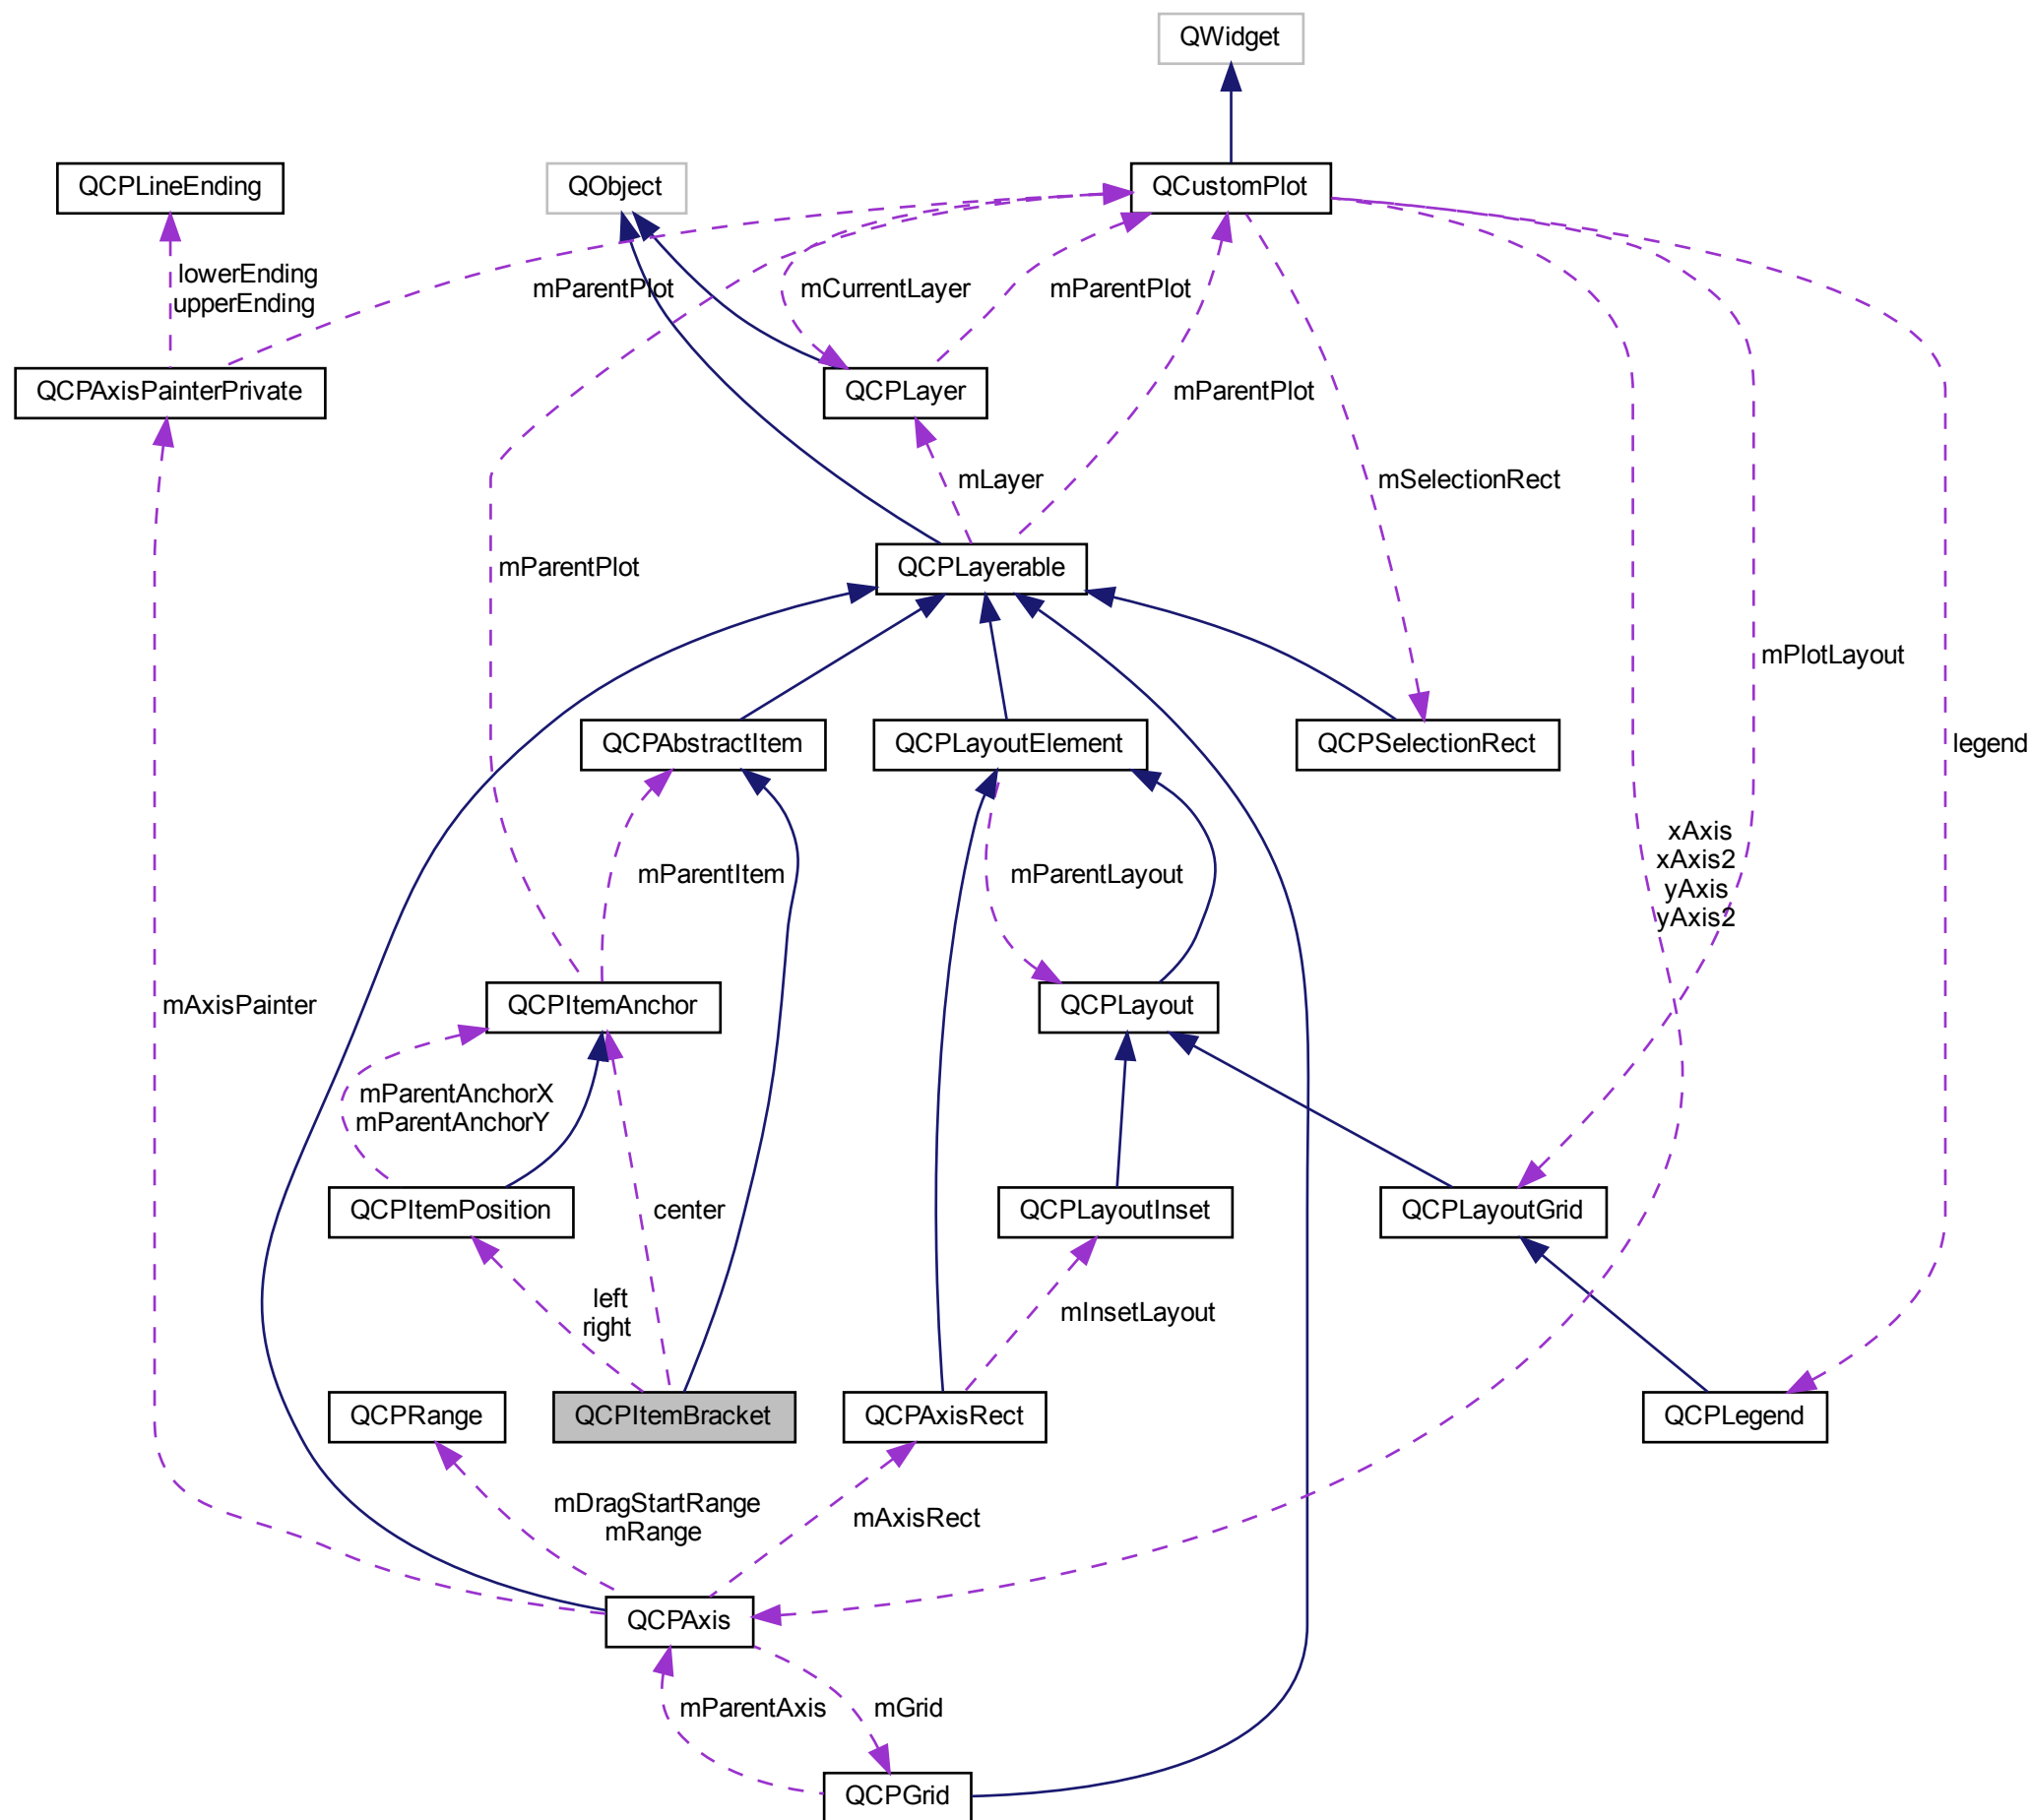 QWidget
QCPLineEnding
QObject
QCustomPlot
lowerEnding
upperEnding
mParentPlot
mCurrentLayer
mParentPlot
QCPAxisPainterPrivate
QCPLayer
mParentPlot
mLayer
mSelectionRect
mParentPlot
QCPLayerable
mPlotLayout
QCPAbstractItem
QCPLayoutElement
QCPSelectionRect
legend
mParentItem
mParentLayout
xAxis
xAxis2
yAxis
yAxis2
mAxisPainter
QCPItemAnchor
QCPLayout
mParentAnchorX
mParentAnchorY
QCPItemPosition
center
QCPLayoutInset
QCPLayoutGrid
left
right
mInsetLayout
QCPRange
QCPItemBracket
QCPAxisRect
QCPLegend
mDragStartRange
mRange
mAxisRect
QCPAxis
mParentAxis
mGrid
QCPGrid